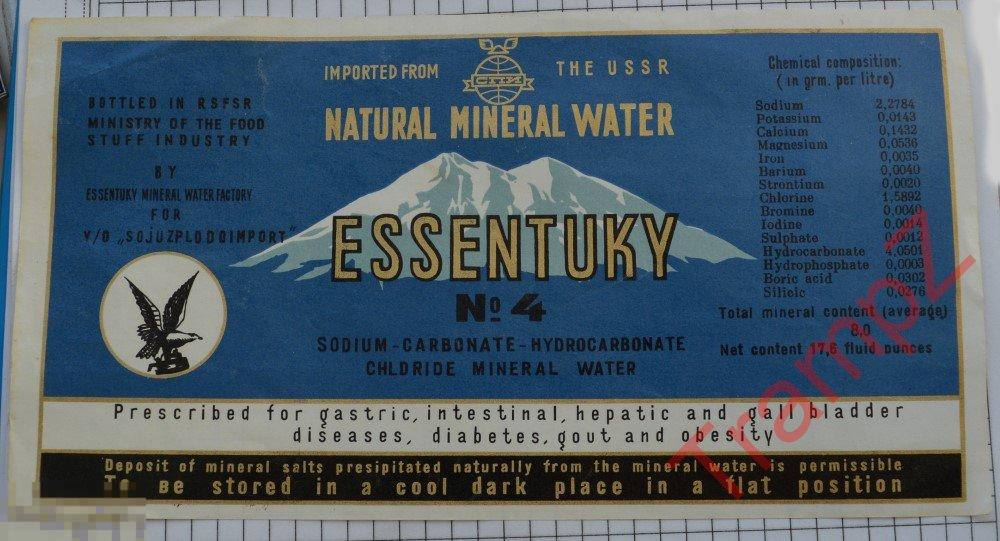 IMPORTED FROM THE USSR
СПИ
NATURAL MINERAL WATER
BOTTLED IN RSFSR
MINISTRY OF THE FOOD
STUFF INDUSTRY
BY
ESSENTUKY MINERAL WATER FACTORY
FOR
V/O „SOJUZPLODOIMPORT"
ESSENTUKY
№ 4
SODIUM-CARBONATE-HYDROCARBONATE
CHLORIDE MINERAL WATER
Chemical composition:
(in grm. per litre)
Sodium 2,2784
Potassium 0,0143
Calcium 0,1432
Magnesium 0,0536
Iron 0,0035
Barium 0,0040
Strontium 0,0020
Chlorine 1,5892
Bromine 0,0040
Iodine 0,0014
Sulphate 0,0012
Hydrocarbonate 4,0501
Hydrophosphate 0,0003
Boric acid 0,0302
Silicic 0,0276
Total mineral content (average)
8,0
Net content 17,6 fluid ounces
Prescribed for gastric, intestinal, hepatic and gall bladder
diseases, diabetes, gout and obesity
Deposit of mineral salts presipitated naturally from the mineral water is permissible
To be stored in a cool dark place in a flat position
Trampz